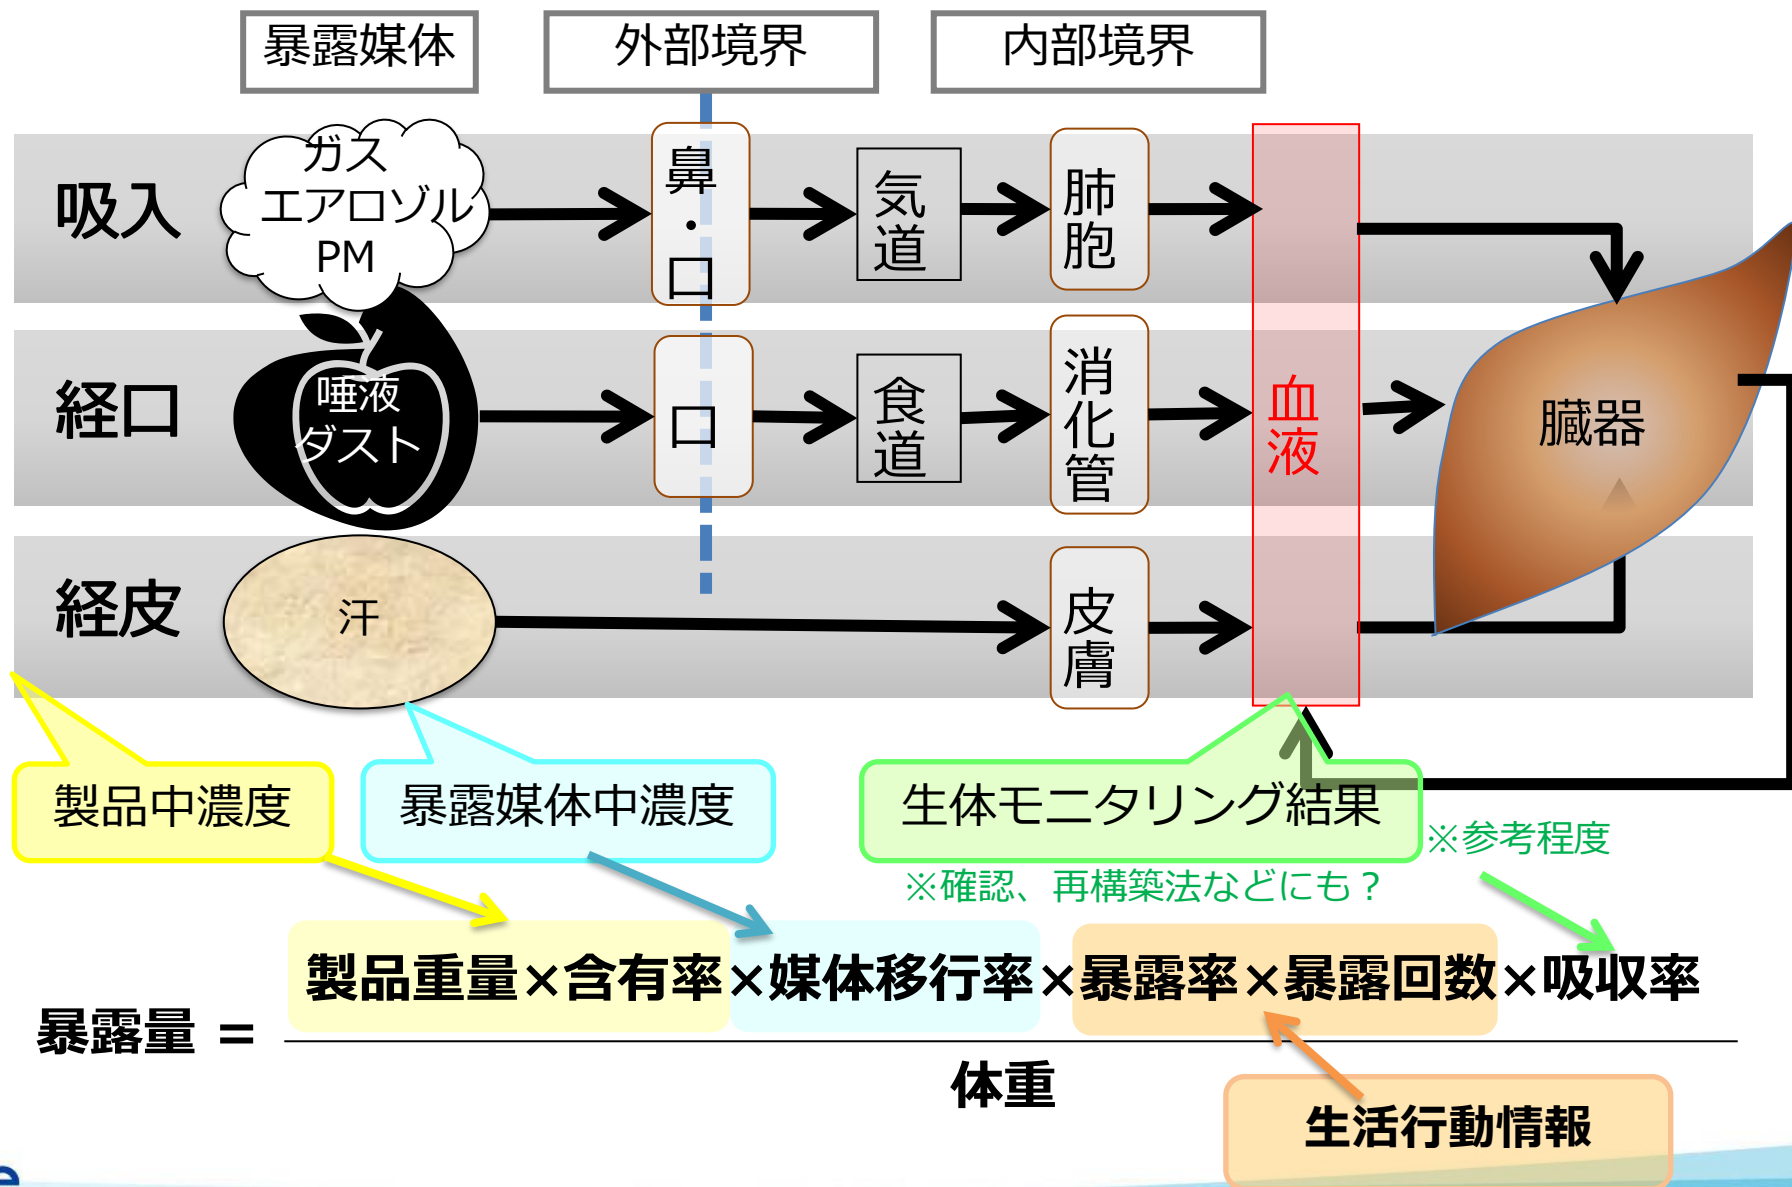 暴露媒体
外部境界
内部境界
吸入
ガス
エアロゾル
PM
鼻・口
気道
肺胞
経口
唾液
ダスト
口
食道
消化管
血液
臓器
経皮
汗
皮膚
製品中濃度
暴露媒体中濃度
生体モニタリング結果
※参考程度
※確認、再構築法などにも？
製品重量×含有率×媒体移行率×暴露率×暴露回数×吸収率
暴露量 =
体重
生活行動情報
e